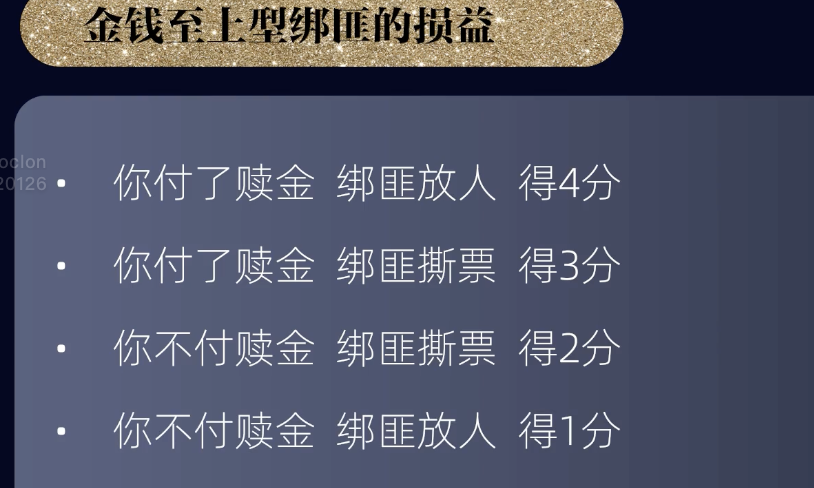 金钱至上型绑匪的损益
oclon
20126
• 你付了赎金 绑匪放人 得4分
• 你付了赎金 绑匪撕票 得3分
• 你不付赎金 绑匪撕票 得2分
• 你不付赎金 绑匪放人 得1分